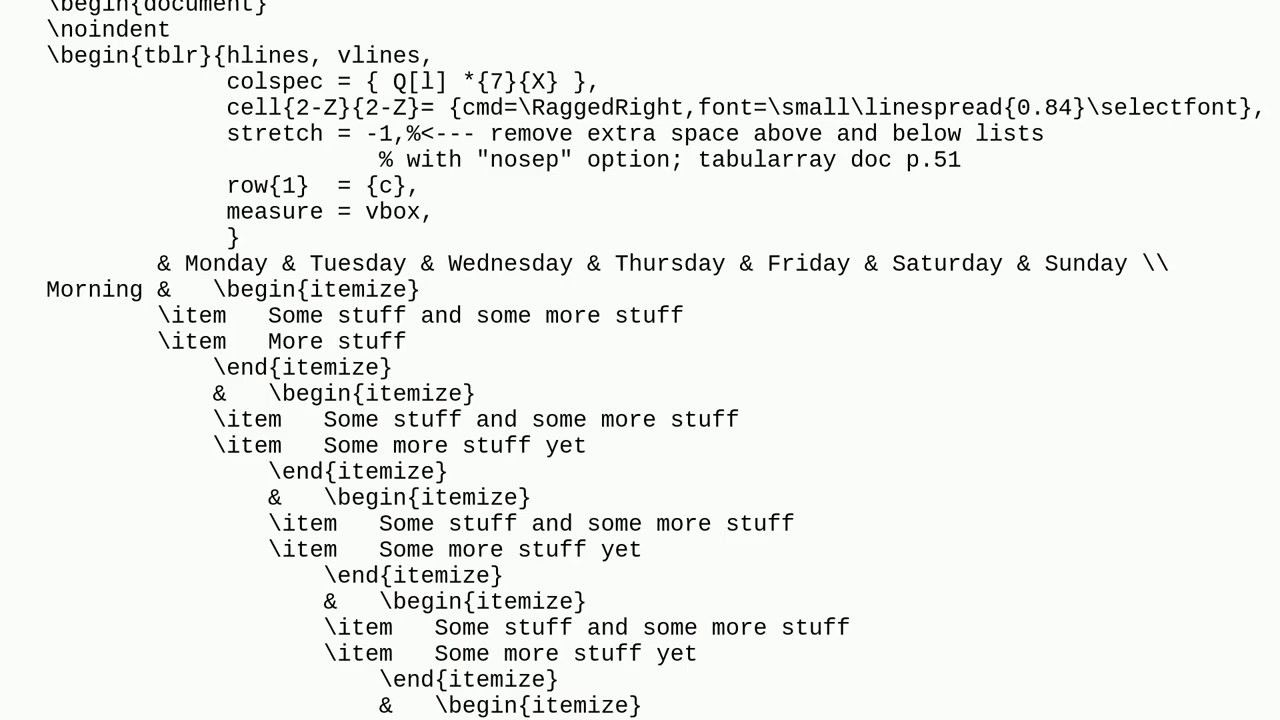 \begin{document}
\noindent
\begin{tblr}{hlines, vlines,
             colspec = { Q[l] *{7}{X} },
             cell{2-Z}{2-Z}= {cmd=\RaggedRight,font=\small\linespread{0.84}\selectfont},
             stretch = -1,%<--- remove extra space above and below lists
                        % with "nosep" option; tabularray doc p.51
             row{1}  = {c},
             measure = vbox,
             }
        & Monday & Tuesday & Wednesday & Thursday & Friday & Saturday & Sunday \\
Morning &   \begin{itemize}
        \item   Some stuff and some more stuff
        \item   More stuff
            \end{itemize}
            &   \begin{itemize}
            \item   Some stuff and some more stuff
            \item   Some more stuff yet
                \end{itemize}
                &   \begin{itemize}
                \item   Some stuff and some more stuff
                \item   Some more stuff yet
                    \end{itemize}
                    &   \begin{itemize}
                    \item   Some stuff and some more stuff
                    \item   Some more stuff yet
                        \end{itemize}
                        &   \begin{itemize}